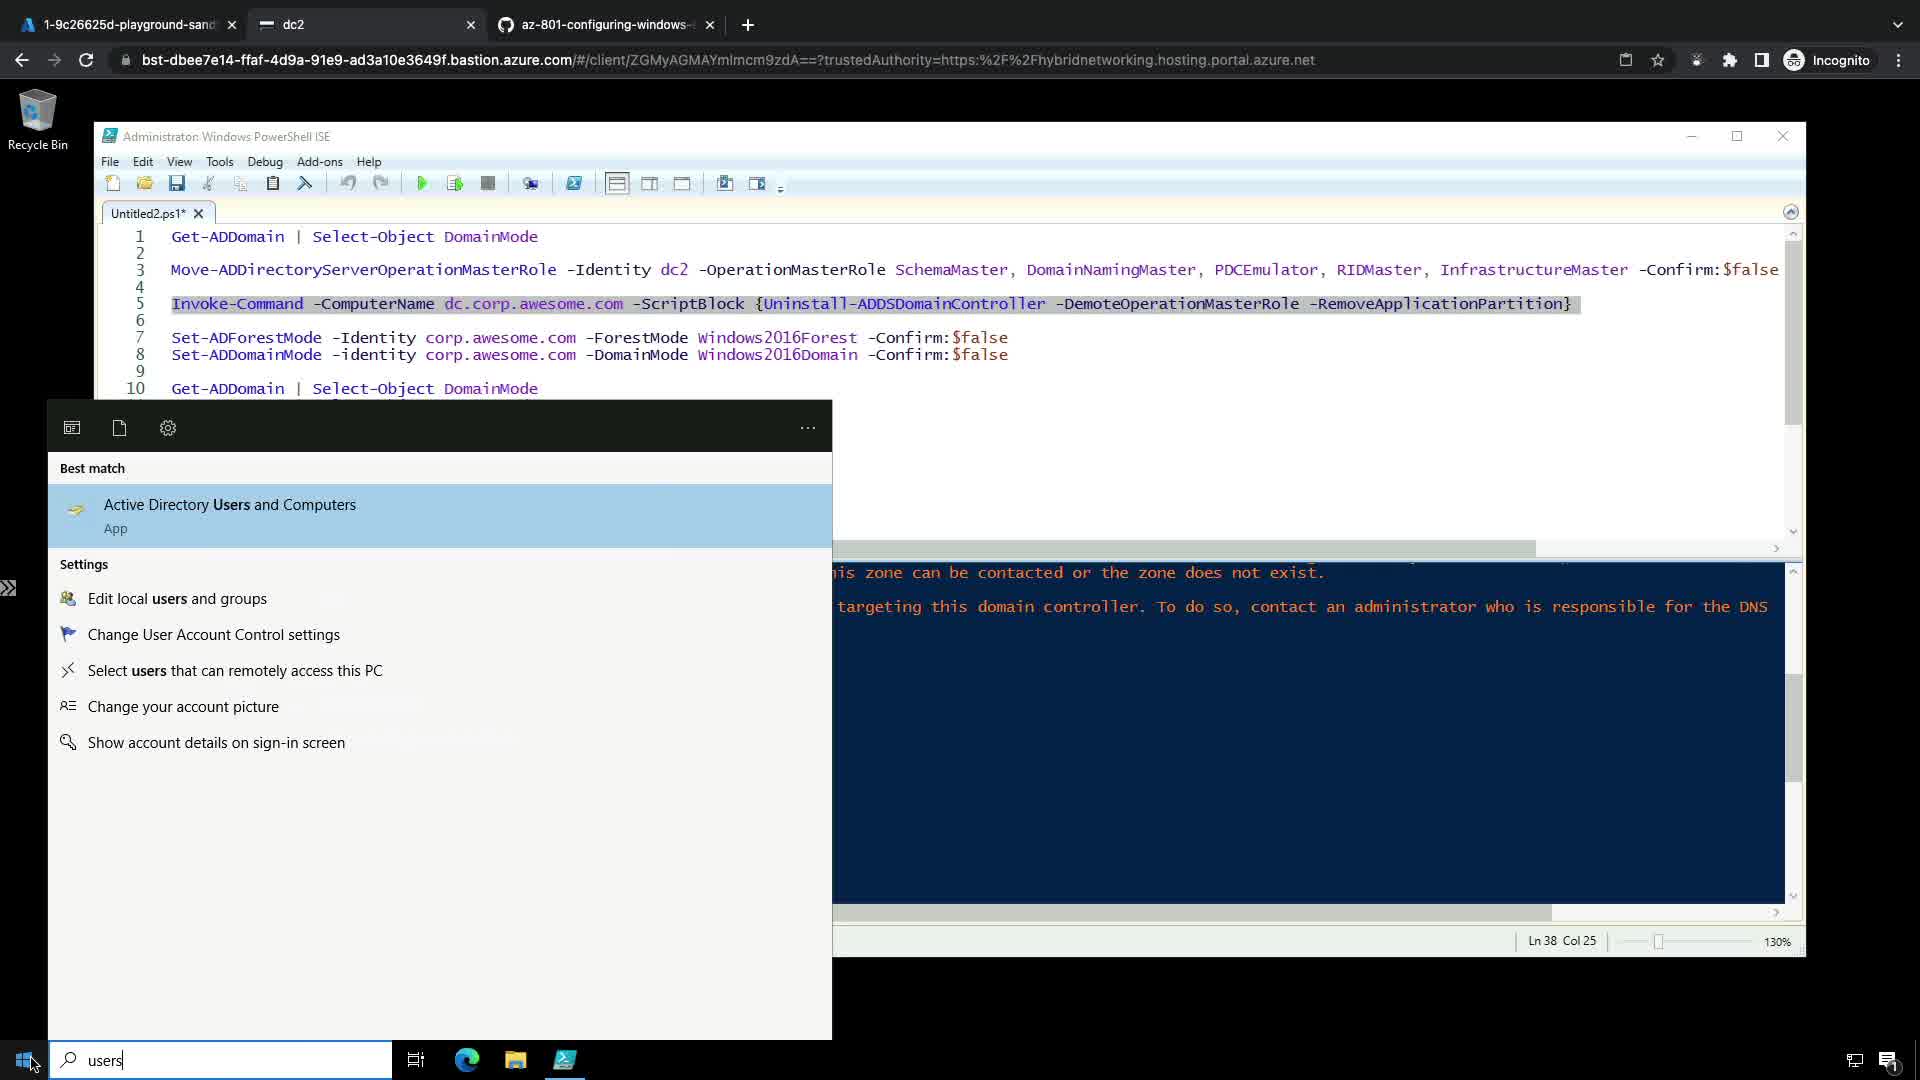 1-9c26625d-playground-sand
dc2
az-801-configuring-windows-
bst-dbee7e14-ffaf-4d9a-91e9-ad3a10e3649f.bastion.azure.com/#/client/ZGMyAGMAYmlmcm9zdA==?trustedAuthority=https:%2F%2Fhybridnetworking.hosting.portal.azure.net
Incognito
Recycle Bin
Administrator: Windows PowerShell ISE
File Edit View Tools Debug Add-ons Help
Untitled2.ps1*
1 Get-ADDomain | Select-Object DomainMode
2
3 Move-ADDirectoryServerOperationMasterRole -Identity dc2 -OperationMasterRole SchemaMaster, DomainNamingMaster, PDCEmulator, RIDMaster, InfrastructureMaster -Confirm:$false
4
5 Invoke-Command -ComputerName dc.corp.awesome.com -ScriptBlock {Uninstall-ADDSDomainController -DemoteOperationMasterRole -RemoveApplicationPartition}
6
7 Set-ADForestMode -Identity corp.awesome.com -ForestMode Windows2016Forest -Confirm:$false
8 Set-ADDomainMode -identity corp.awesome.com -DomainMode Windows2016Domain -Confirm:$false
9
10 Get-ADDomain | Select-Object DomainMode
Best match
Active Directory Users and Computers
App
Settings
Edit local users and groups
Change User Account Control settings
Select users that can remotely access this PC
Change your account picture
Show account details on sign-in screen
his zone can be contacted or the zone does not exist.
targeting this domain controller. To do so, contact an administrator who is responsible for the DNS
Ln 38 Col 25
130%
users
1